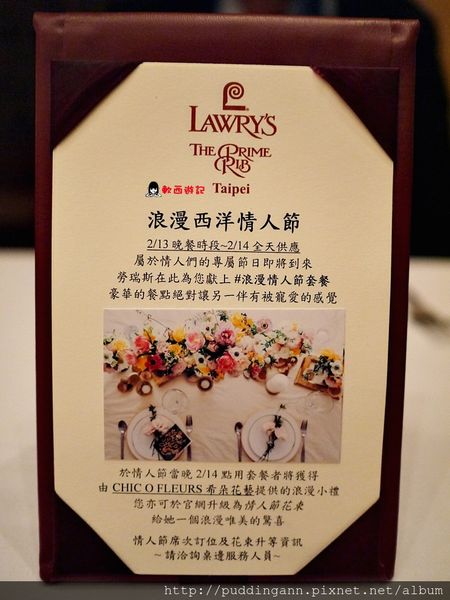 LAWRY'S
THE PRIME RIB
軟西遊記 Taipei
浪漫西洋情人節
2/13 晚餐時段~2/14 全天供應
屬於情人們的專屬節日即將到來
勞瑞斯在此為您獻上 #浪漫情人節套餐
豪華的餐點絕對讓另一伴有被寵愛的感覺
於情人節當晚 2/14 點用套餐者將獲得
由 CHIC O FLEURS 希朵花藝提供的浪漫小禮
您亦可於官網升級為情人節花束
給她一個浪漫唯美的驚喜
情人節席次訂位及花束升等資訊
~請洽詢桌邊服務人員~
http://puddingann.pixnet.net/album